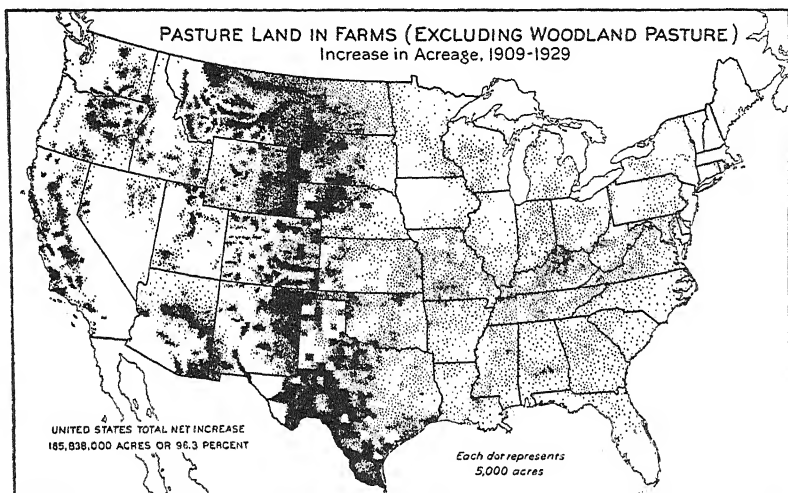 PASTURE LAND IN FARMS (EXCLUDING WOODLAND PASTURE)
Increase in Acreage, 1909-1929
UNITED STATES TOTAL NET INCREASE
185,838,000 ACRES OR 96.3 PERCENT
Each dot represents
5,000 acres